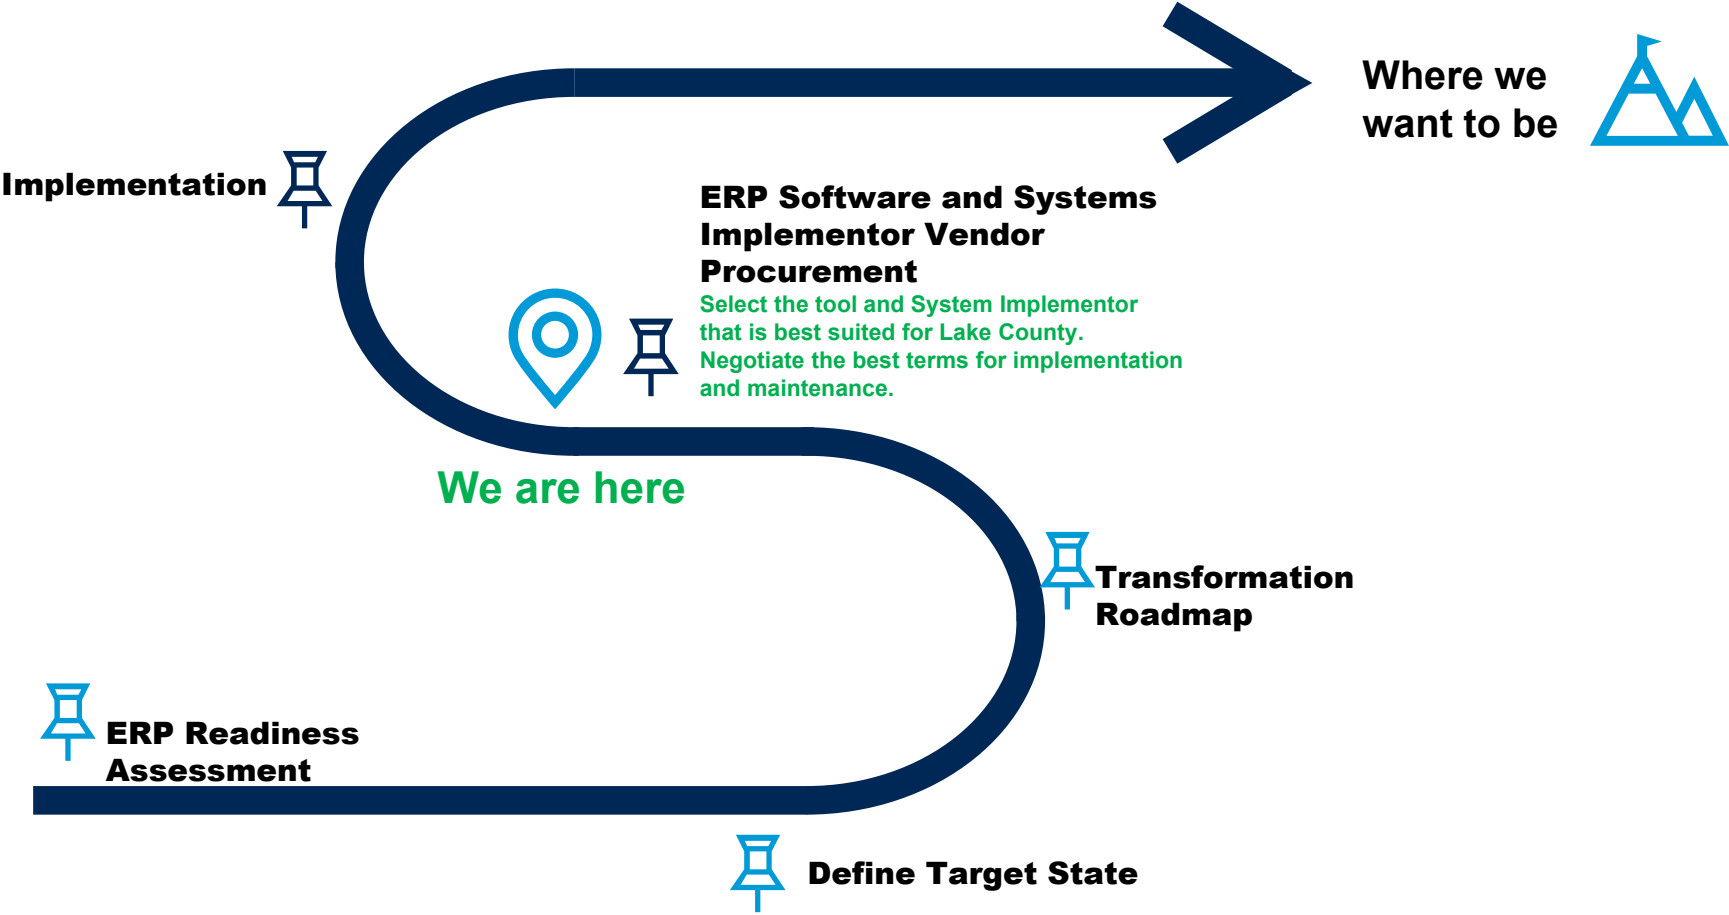 Where we
want to be
Implementation
ERP Software and Systems
Implementor Vendor
Procurement
Select the tool and System Implementor
that is best suited for Lake County.
Negotiate the best terms for implementation
and maintenance.
We are here
Transformation
Roadmap
ERP Readiness
Assessment
Define Target State